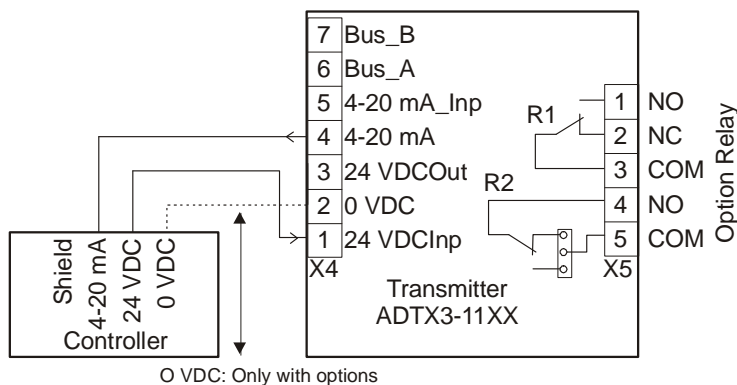 7 Bus_B
6 Bus_A
5 4-20 mA_Inp
4 4-20 mA
3 24 VDCOut
2 0 VDC
1 24 VDCInp
X4
R1
R2
1 NO
2 NC
3 COM
4 NO
5 COM
X5
Option Relay
Transmitter
ADTX3-11XX
Shield
4-20 mA
24 VDC
0 VDC
Controller
O VDC: Only with options